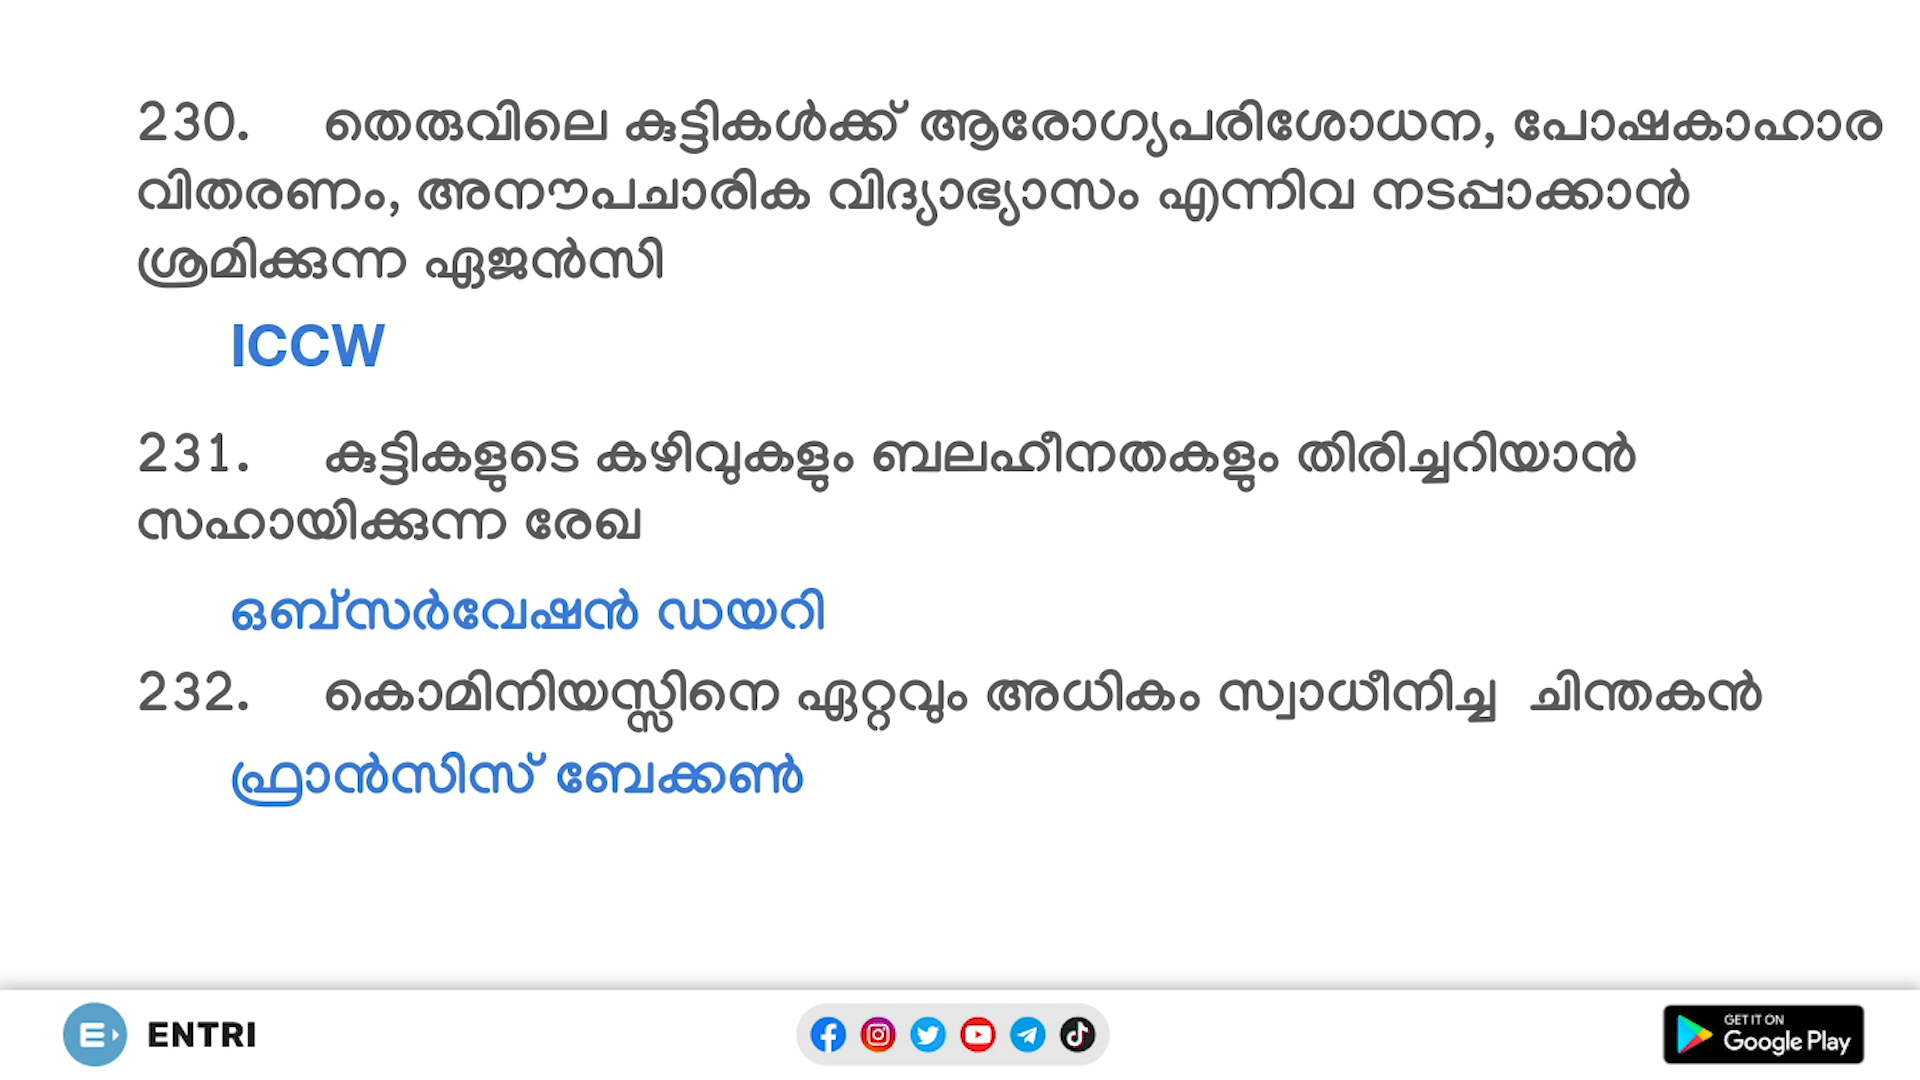 230. തെരുവിലെ കുട്ടികൾക്ക് ആരോഗ്യപരിശോധന, പോഷകാഹാര
വിതരണം, അനൗപചാരിക വിദ്യാഭ്യാസം എന്നിവ നടപ്പാക്കാൻ
ശ്രമിക്കുന്ന ഏജൻസി
ICCW
231. കുട്ടികളുടെ കഴിവുകളും ബലഹീനതകളും തിരിച്ചറിയാൻ
സഹായിക്കുന്ന രേഖ
ഒബ്സർവേഷൻ ഡയറി
232. കൊമിനിയസ്സിനെ ഏറ്റവും അധികം സ്വാധീനിച്ച ചിന്തകൻ
ഫ്രാൻസിസ് ബേക്കൺ
E ENTRI
GET IT ON
Google Play